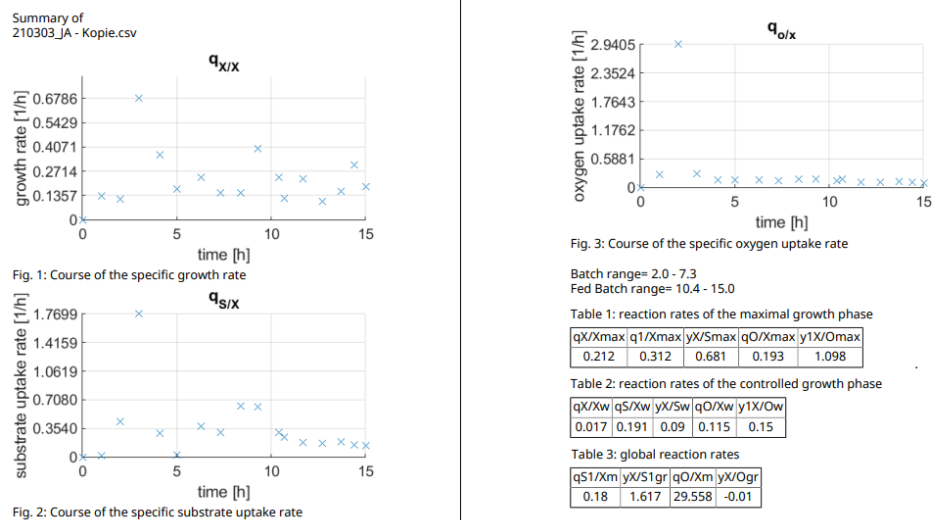 Summary of
210303_JA - Kopie.csv
qX/X
growth rate [1/h]
0.6786
0.5429
0.4071
0.2714
0.1357
0
0 5 10 15
time [h]
Fig. 1: Course of the specific growth rate
qS/X
substrate uptake rate [1/h]
1.7699
1.4159
1.0619
0.7080
0.3540
0
0 5 10 15
time [h]
Fig. 2: Course of the specific substrate uptake rate
qo/x
oxygen uptake rate [1/h]
2.9405
2.3524
1.7643
1.1762
0.5881
0
0 5 10 15
time [h]
Fig. 3: Course of the specific oxygen uptake rate
Batch range= 2.0 - 7.3
Fed Batch range= 10.4 - 15.0
Table 1: reaction rates of the maximal growth phase
qX/Xmax q1/Xmax yX/Smax qO/Xmax y1X/Omax
0.212 0.312 0.681 0.193 1.098
Table 2: reaction rates of the controlled growth phase
qX/Xw qS/Xw yX/Sw qO/Xw y1X/Ow
0.017 0.191 0.09 0.115 0.15
Table 3: global reaction rates
qS1/Xm yX/S1gr qO/Xm yX/Ogr
0.18 1.617 29.558 -0.01